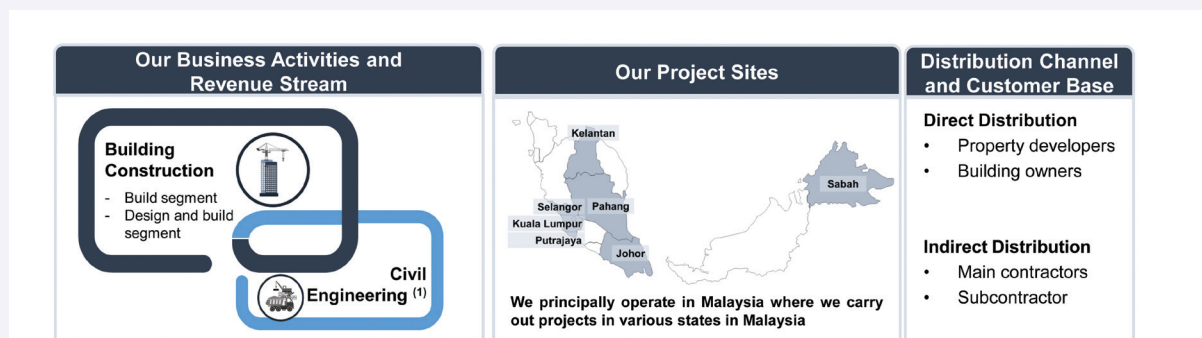 Our Business Activities and
Revenue Stream
Building
Construction
- Build segment
- Design and build
segment
Civil
Engineering (1)
Our Project Sites
Kelantan
Selangor
Pahang
Kuala Lumpur
Putrajaya
Johor
Sabah
We principally operate in Malaysia where we carry
out projects in various states in Malaysia
Distribution Channel
and Customer Base
Direct Distribution
• Property developers
• Building owners
Indirect Distribution
• Main contractors
• Subcontractor